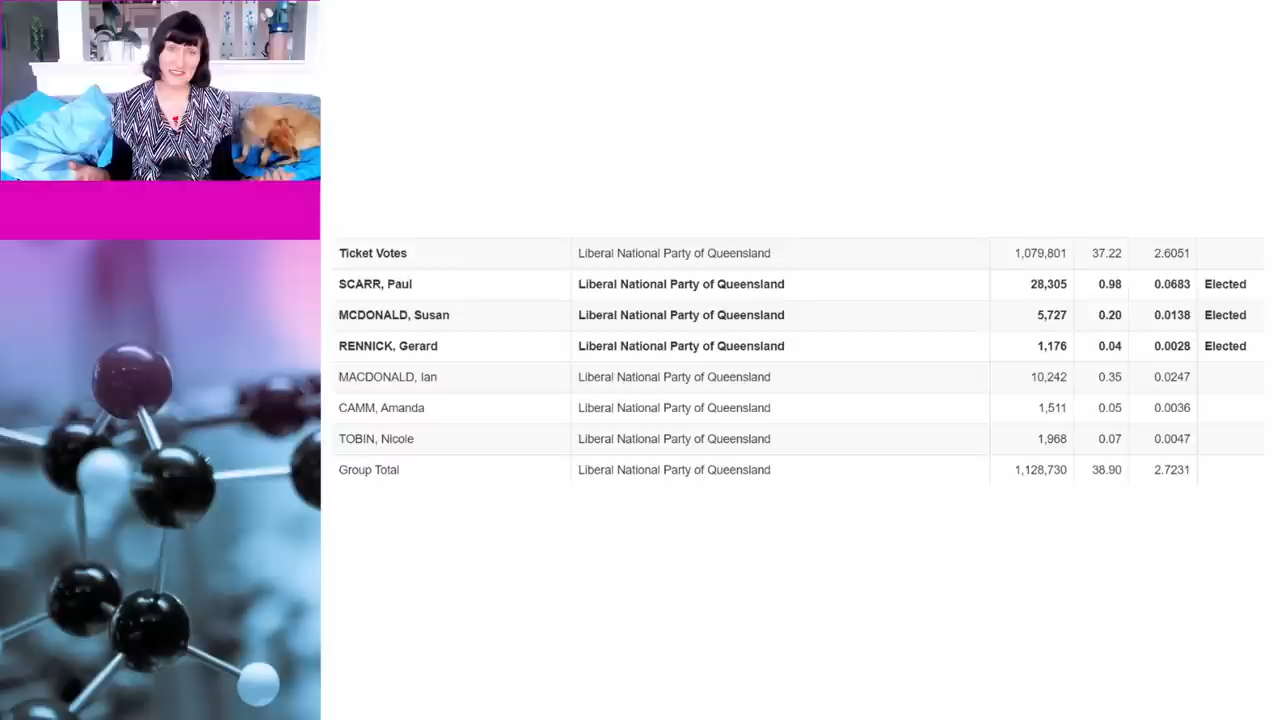 Ticket Votes Liberal National Party of Queensland 1,079,801 37.22 2.6051
SCARR, Paul Liberal National Party of Queensland 28,305 0.98 0.0683 Elected
MCDONALD, Susan Liberal National Party of Queensland 5,727 0.20 0.0138 Elected
RENNICK, Gerard Liberal National Party of Queensland 1,176 0.04 0.0028 Elected
MACDONALD, Ian Liberal National Party of Queensland 10,242 0.35 0.0247
CAMM, Amanda Liberal National Party of Queensland 1,511 0.05 0.0036
TOBIN, Nicole Liberal National Party of Queensland 1,968 0.07 0.0047
Group Total Liberal National Party of Queensland 1,128,730 38.90 2.7231